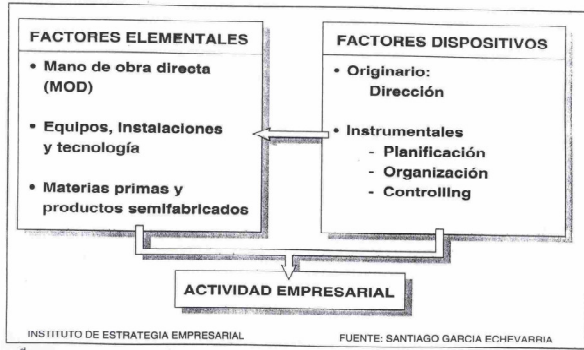 FACTORES ELEMENTALES
• Mano de obra directa
(MOD)
• Equipos, Instalaciones
y tecnología
• Materias primas y
productos semifabricados
FACTORES DISPOSITIVOS
• Originario:
Dirección
• Instrumentales
- Planificación
- Organización
- Controlling
ACTIVIDAD EMPRESARIAL
INSTITUTO DE ESTRATEGIA EMPRESARIAL
FUENTE: SANTIAGO GARCIA ECHEVARRIA